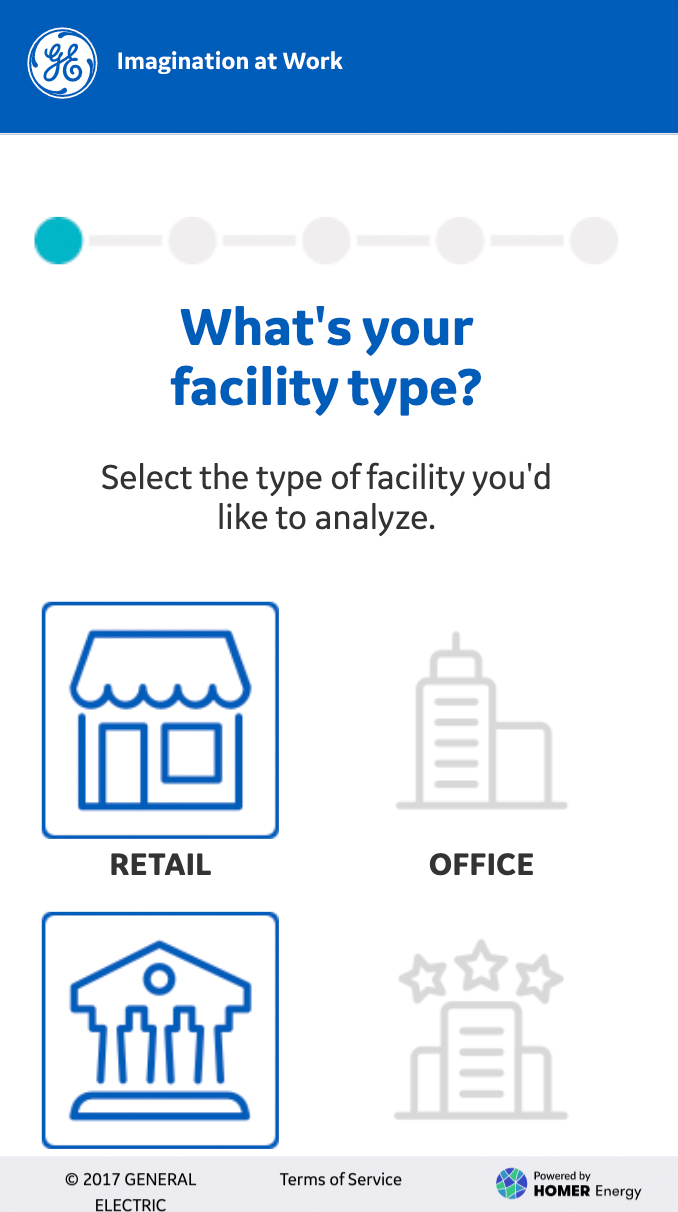 GE
Imagination at Work
What's your
facility type?
Select the type of facility you'd
like to analyze.
RETAIL
OFFICE
© 2017 GENERAL
ELECTRIC
Terms of Service
Powered by
HOMER Energy